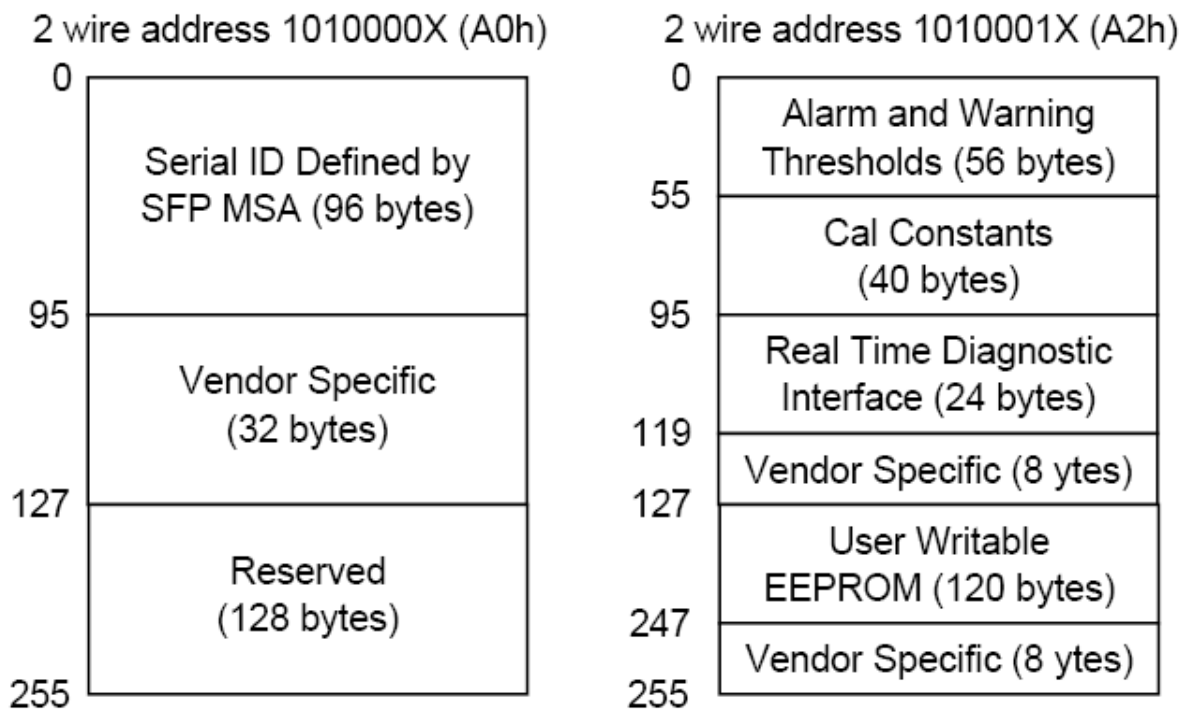 2 wire address 1010000X (A0h)
0
Serial ID Defined by
SFP MSA (96 bytes)
95
Vendor Specific
(32 bytes)
127
Reserved
(128 bytes)
255
2 wire address 1010001X (A2h)
0
Alarm and Warning
Thresholds (56 bytes)
55
Cal Constants
(40 bytes)
95
Real Time Diagnostic
Interface (24 bytes)
119
Vendor Specific (8 ytes)
127
User Writable
EEPROM (120 bytes)
247
Vendor Specific (8 ytes)
255